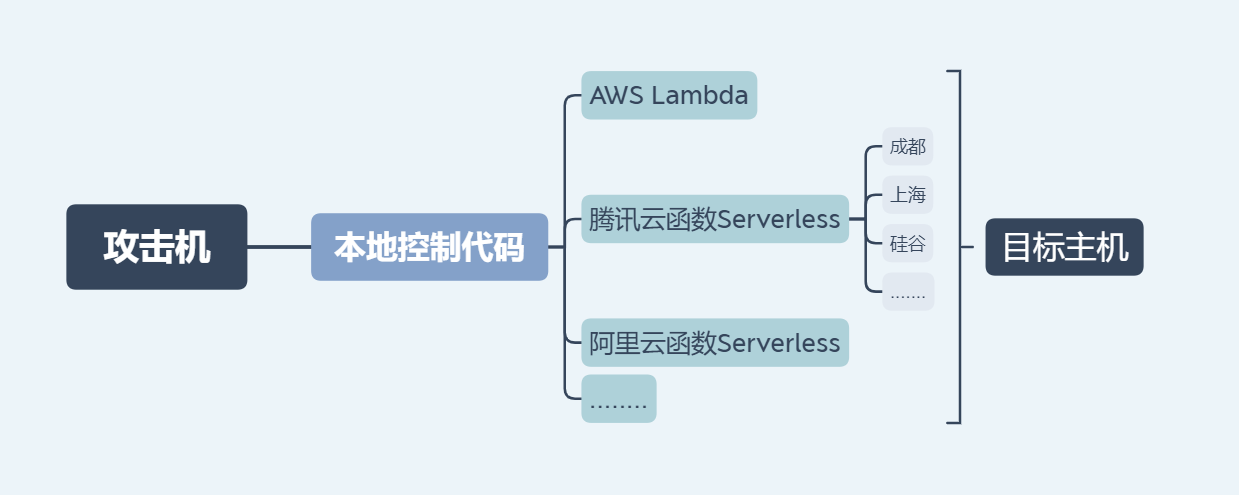 攻击机
本地控制代码
AWS Lambda
腾讯云函数Serverless
成都
上海
硅谷
.......
阿里云函数Serverless
........
目标主机